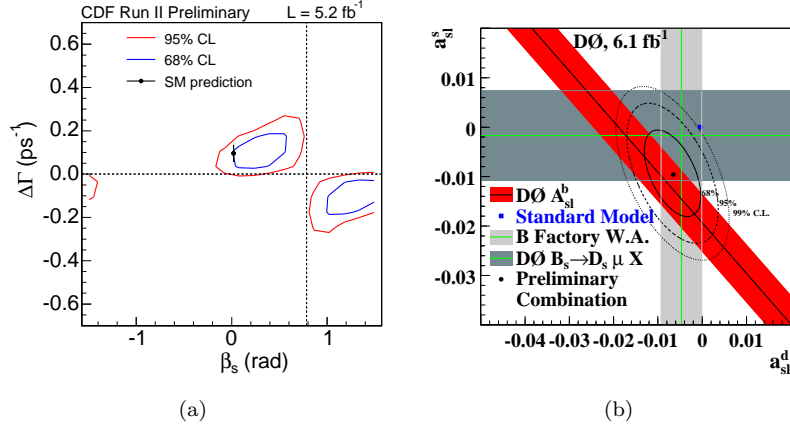 CDF Run II Preliminary L = 5.2 fb⁻¹
95% CL
68% CL
SM prediction
ΔΓ (ps⁻¹)
0.6
0.4
0.2
0.0
-0.2
-0.4
-0.6
-1 0 1
βₛ (rad)
(a)
aˢₛₗ
DØ, 6.1 fb⁻¹
0.01
0
-0.01
-0.02
-0.03
68%
95%
99% C.L.
DØ Aᵇₛₗ
Standard Model
B Factory W.A.
DØ Bₛ→Dₛ μ X
Preliminary
Combination
-0.04 -0.03 -0.02 -0.01 0 0.01
aᵈₛₗ
(b)